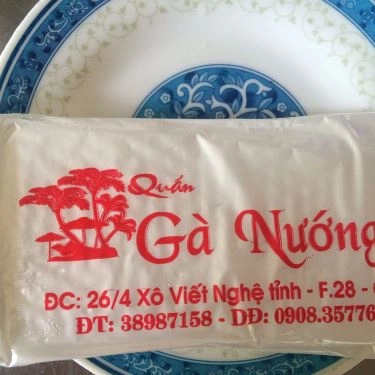 Quán
Gà Nướng
ĐC: 26/4 Xô Viết Nghệ tỉnh - F.28 -
ĐT: 38987158 - DĐ: 0908.35776